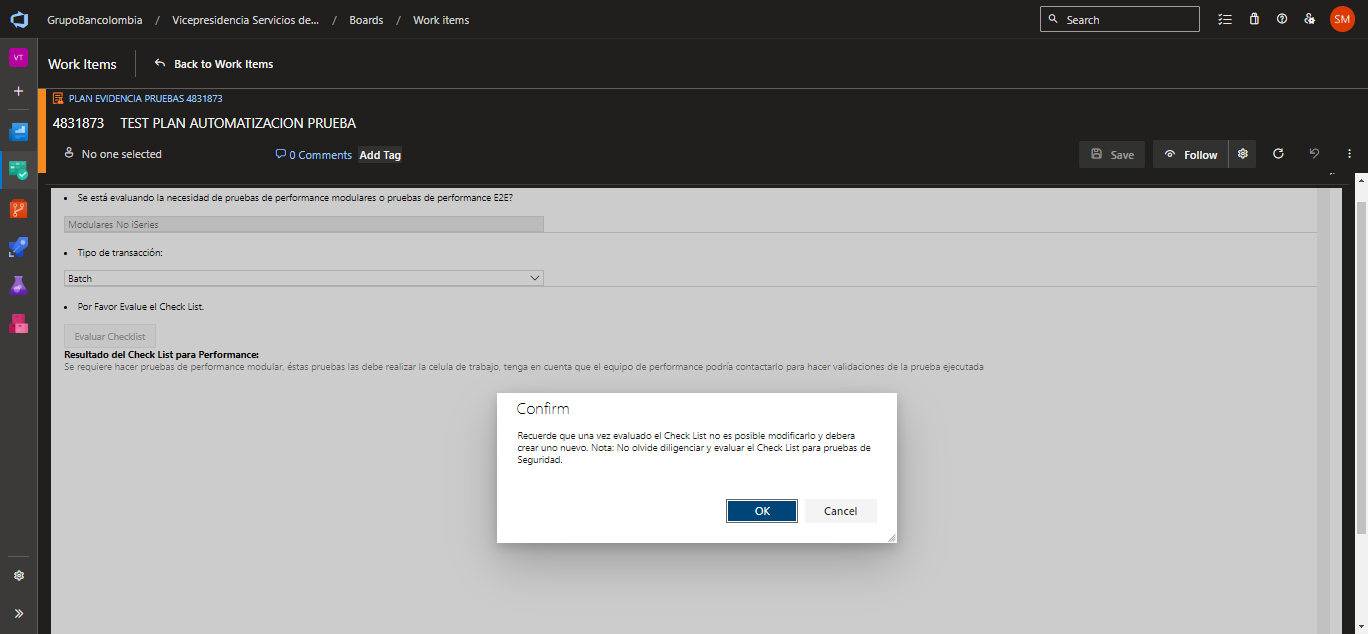 GrupoBancolombia / Vicepresidencia Servicios de... / Boards / Work items
Search
SM
VT
Work Items
Back to Work Items
PLAN EVIDENCIA PRUEBAS 4831873
4831873 TEST PLAN AUTOMATIZACION PRUEBA
No one selected
0 Comments
Add Tag
Save
Follow
• Se está evaluando la necesidad de pruebas de performance modulares o pruebas de performance E2E?
Modulares No iSeries
• Tipo de transacción:
Batch
• Por Favor Evalue el Check List.
Evaluar Checklist
Resultado del Check List para Performance:
Se requiere hacer pruebas de performance modular, éstas pruebas las debe realizar la celula de trabajo, tenga en cuenta que el equipo de performance podría contactarlo para hacer validaciones de la prueba ejecutada
Confirm
Recuerde que una vez evaluado el Check List no es posible modificarlo y debera
crear uno nuevo. Nota: No olvide diligenciar y evaluar el Check List para pruebas de
Seguridad.
OK
Cancel